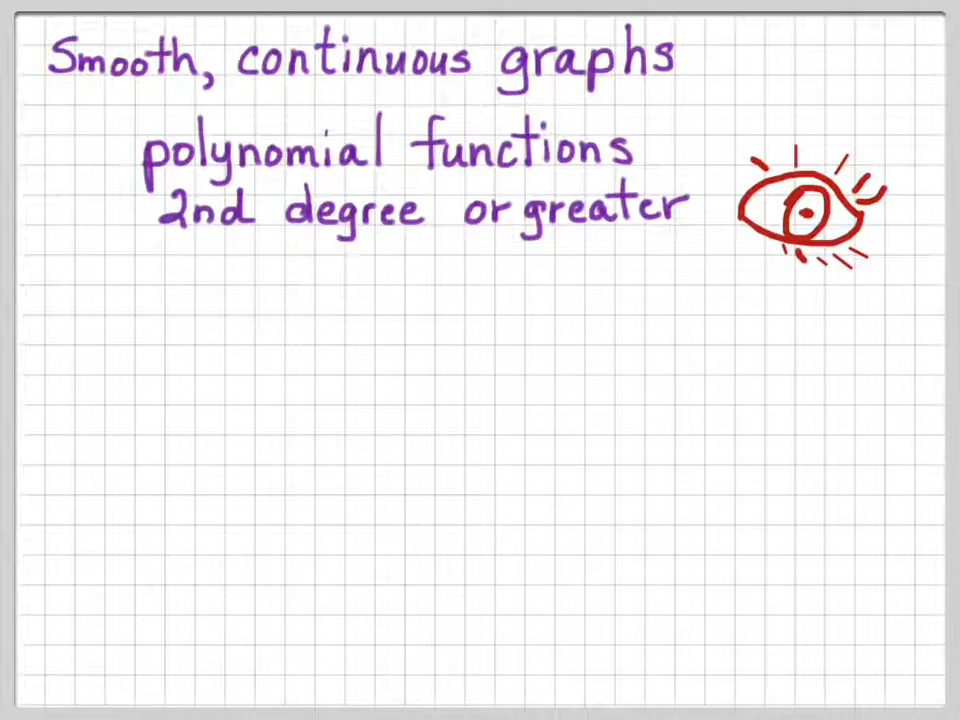 Smooth, continuous graphs
polynomial functions
2nd degree or greater